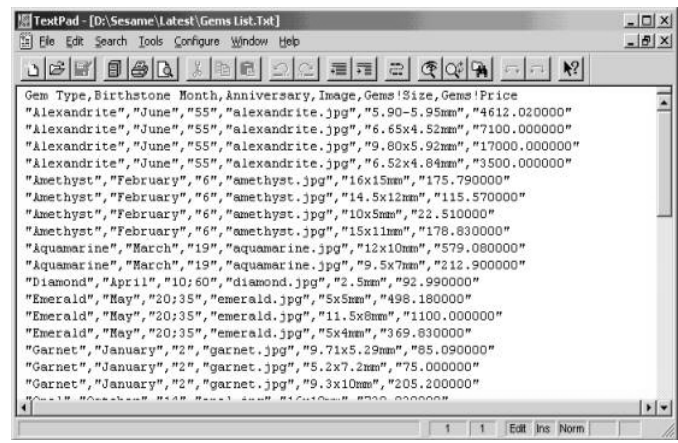 TextPad - [D:\Sesame\Latest\Gems List.Txt]
File Edit Search Tools Configure Window Help
Gem Type,Birthstone Month,Anniversary,Image,Gems!Size,Gems!Price
"Alexandrite","June","55","alexandrite.jpg","5.90-5.95mm","4612.020000"
"Alexandrite","June","55","alexandrite.jpg","6.65x4.52mm","7100.000000"
"Alexandrite","June","55","alexandrite.jpg","9.80x5.92mm","17000.000000"
"Alexandrite","June","55","alexandrite.jpg","6.52x4.84mm","3500.000000"
"Amethyst","February","6","amethyst.jpg","16x15mm","175.790000"
"Amethyst","February","6","amethyst.jpg","14.5x12mm","115.570000"
"Amethyst","February","6","amethyst.jpg","10x5mm","22.510000"
"Amethyst","February","6","amethyst.jpg","15x11mm","178.830000"
"Aquamarine","March","19","aquamarine.jpg","12x10mm","579.080000"
"Aquamarine","March","19","aquamarine.jpg","9.5x7mm","212.900000"
"Diamond","April","10;60","diamond.jpg","2.5mm","92.990000"
"Emerald","May","20;35","emerald.jpg","5x5mm","498.180000"
"Emerald","May","20;35","emerald.jpg","11.5x8mm","1100.000000"
"Emerald","May","20;35","emerald.jpg","5x4mm","369.830000"
"Garnet","January","2","garnet.jpg","9.71x5.29mm","85.090000"
"Garnet","January","2","garnet.jpg","5.2x7.2mm","75.000000"
"Garnet","January","2","garnet.jpg","9.3x10mm","205.200000"
1 1 Edit Ins Norm